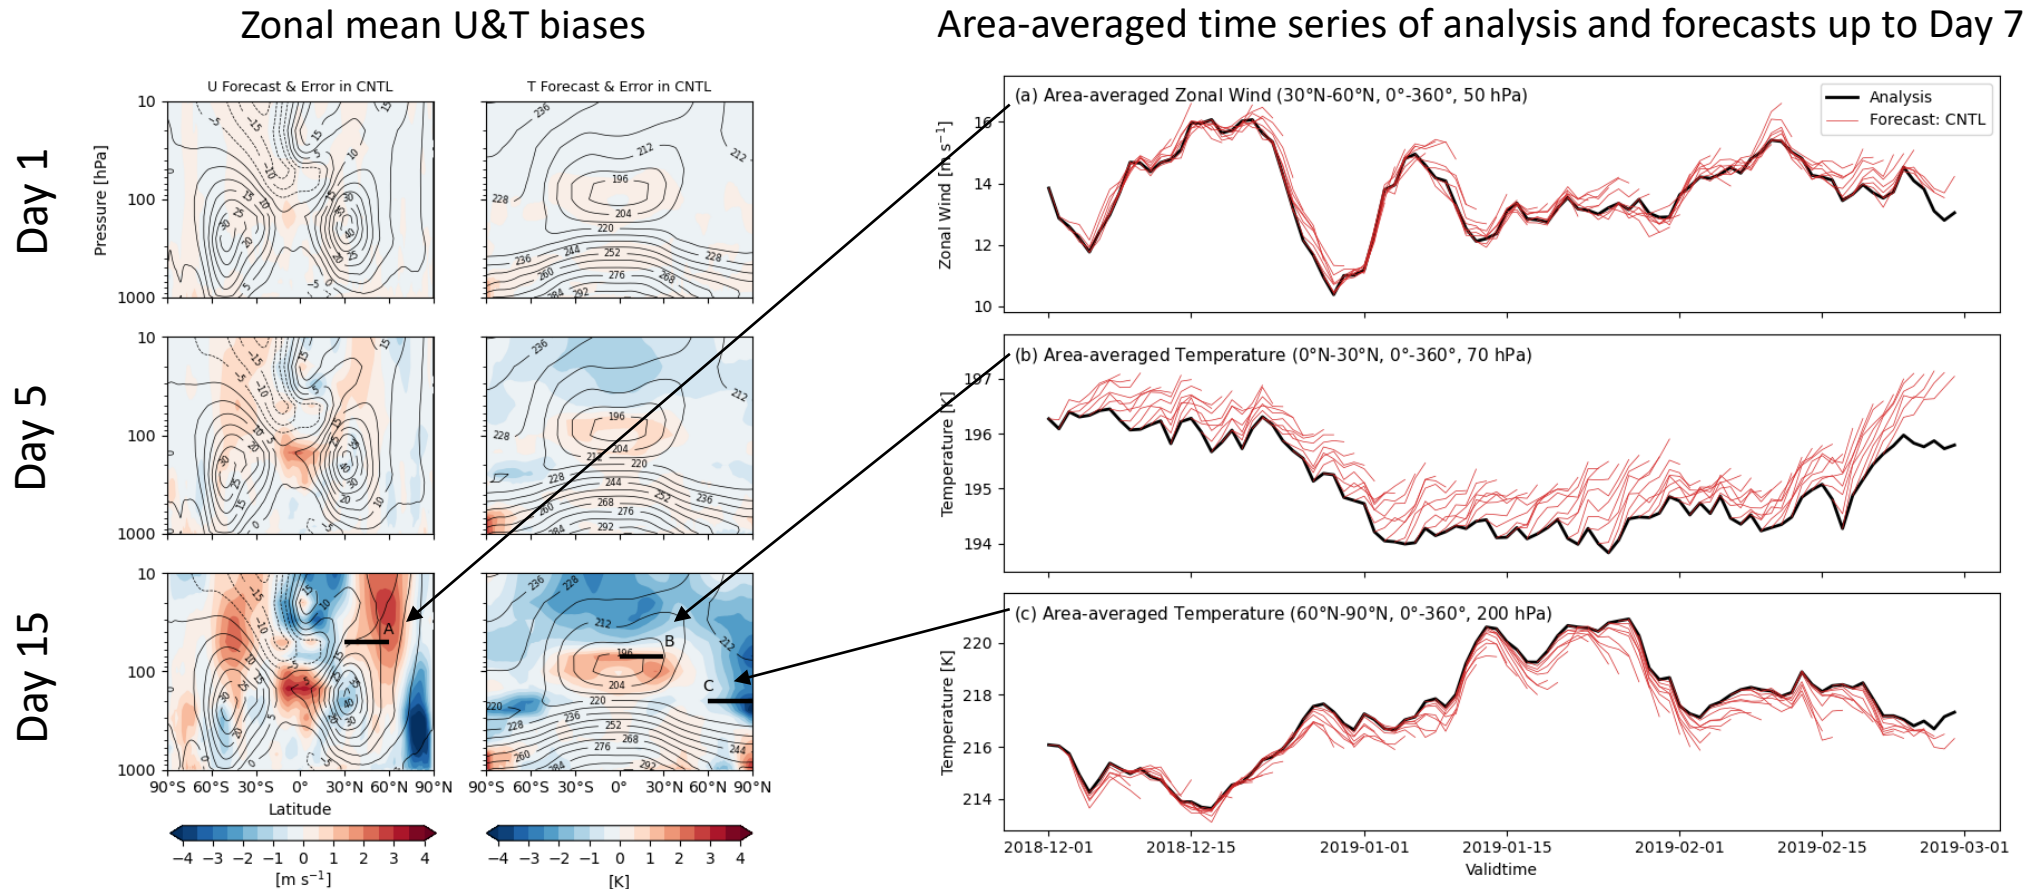 Zonal mean U&T biases
Area-averaged time series of analysis and forecasts up to Day 7
U Forecast & Error in CNTL
T Forecast & Error in CNTL
Day 1
Day 5
Day 15
Pressure [hPa]
10
100
1000
10
100
1000
10
100
1000
A
B
C
90°S 60°S 30°S 0° 30°N 60°N 90°N
90°S 60°S 30°S 0° 30°N 60°N 90°N
Latitude
−4 −3 −2 −1 0 1 2 3 4
[m s⁻¹]
−4 −3 −2 −1 0 1 2 3 4
[K]
(a) Area-averaged Zonal Wind (30°N-60°N, 0°-360°, 50 hPa)
Analysis
Forecast: CNTL
Zonal Wind [m s⁻¹]
16
14
12
10
(b) Area-averaged Temperature (0°N-30°N, 0°-360°, 70 hPa)
Temperature [K]
197
196
195
194
(c) Area-averaged Temperature (60°N-90°N, 0°-360°, 200 hPa)
Temperature [K]
220
218
216
214
2018-12-01 2018-12-15 2019-01-01 2019-01-15 2019-02-01 2019-02-15 2019-03-01
Validtime